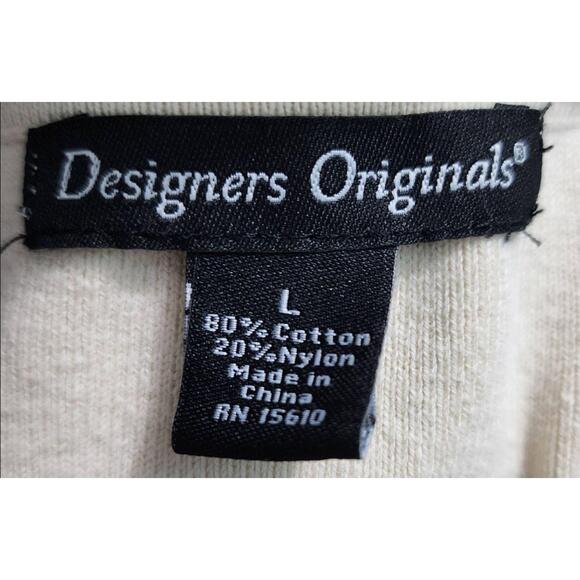 Designers Originals®
L
80% Cotton
20% Nylon
Made in
China
RN 15610